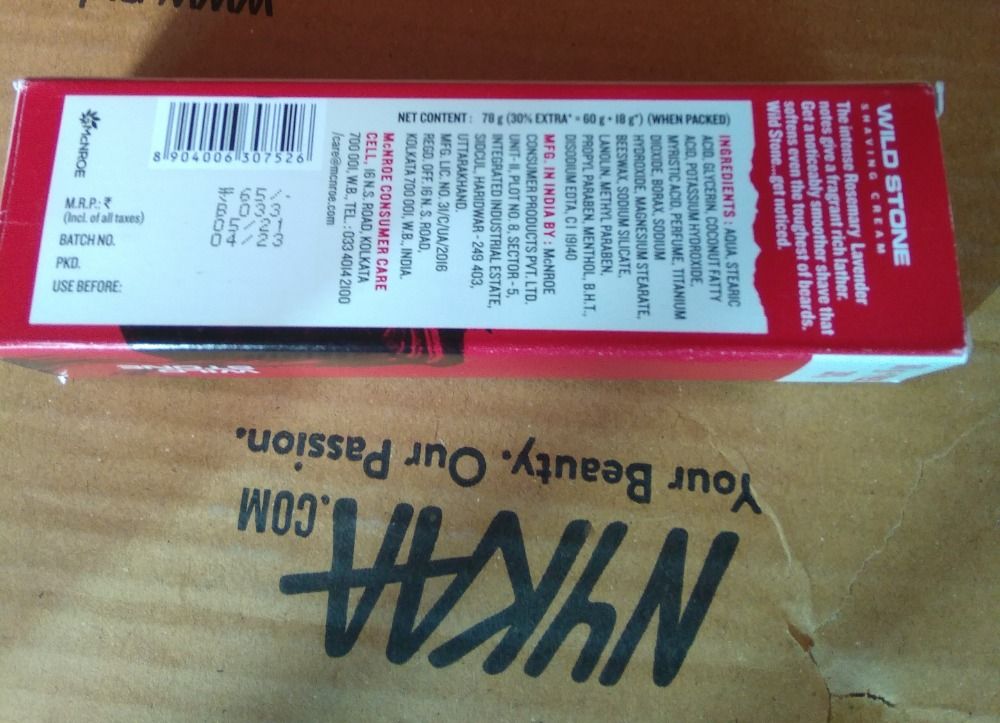 WILD STONE
SHAVING CREAM
The intense Rosemary Lavender
notes give a fragrant rich lather.
Get a noticeably smoother shave that
softens even the toughest of beards.
Wild Stone...get noticed.
INGREDIENTS : AQUA, STEARIC
ACID, GLYCERIN, COCONUT FATTY
ACID, POTASSIUM HYDROXIDE,
MYRISTIC ACID, PERFUME, TITANIUM
DIOXIDE, BORAX, SODIUM
HYDROXIDE, MAGNESIUM STEARATE,
BEESWAX, SODIUM SILICATE,
LANOLIN, METHYL PARABEN,
PROPYL PARABEN, MENTHOL, B.H.T.,
DISODIUM EDTA, C1 19140
MFG. IN INDIA BY : McNROE
CONSUMER PRODUCTS PVT. LTD.
UNIT- II, PLOT NO. 8, SECTOR - 5,
INTEGRATED INDUSTRIAL ESTATE,
SIDCUL, HARIDWAR - 249 403,
UTTARAKHAND.
MFG. LIC. NO. 31/C/UA/2016
REGD. OFF. 16 N. S. ROAD,
KOLKATA 700 001, W.B., INDIA.
McNROE CONSUMER CARE
CELL, 16 N.S. ROAD, KOLKATA
700 001, W.B., TEL. : 033 4014 2100
/care@mcnroe.com
NET CONTENT : 78 g (30% EXTRA* = 60 g + 18 g*) (WHEN PACKED)
8 904006 307526
McNROE
M.R.P.: ₹
(Incl. of all taxes)
BATCH NO.
PKD.
USE BEFORE:
STONE
NYKAA.COM
Your Beauty. Our Passion.